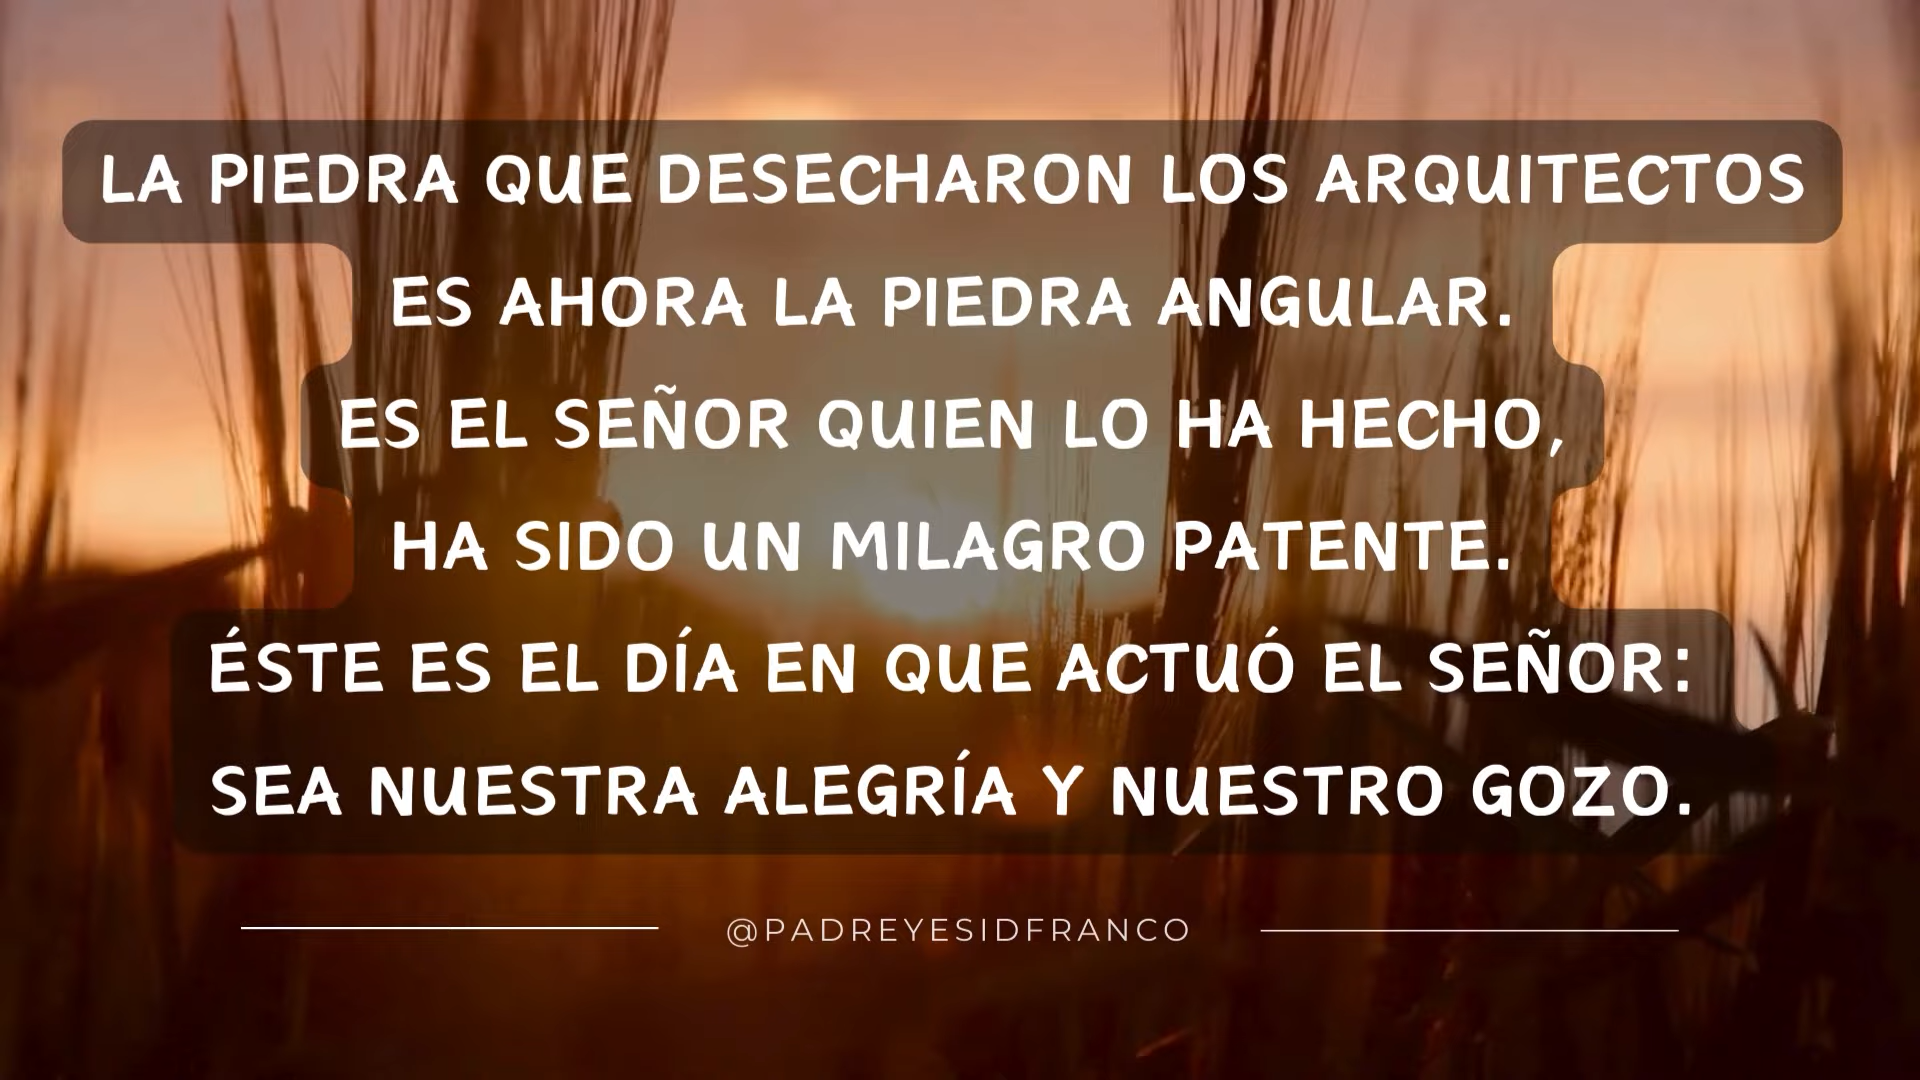 LA PIEDRA QUE DESECHARON LOS ARQUITECTOS
ES AHORA LA PIEDRA ANGULAR.
ES EL SEÑOR QUIEN LO HA HECHO,
HA SIDO UN MILAGRO PATENTE.
ÉSTE ES EL DÍA EN QUE ACTUÓ EL SEÑOR:
SEA NUESTRA ALEGRÍA Y NUESTRO GOZO.
@PADREYESIDFRANCO